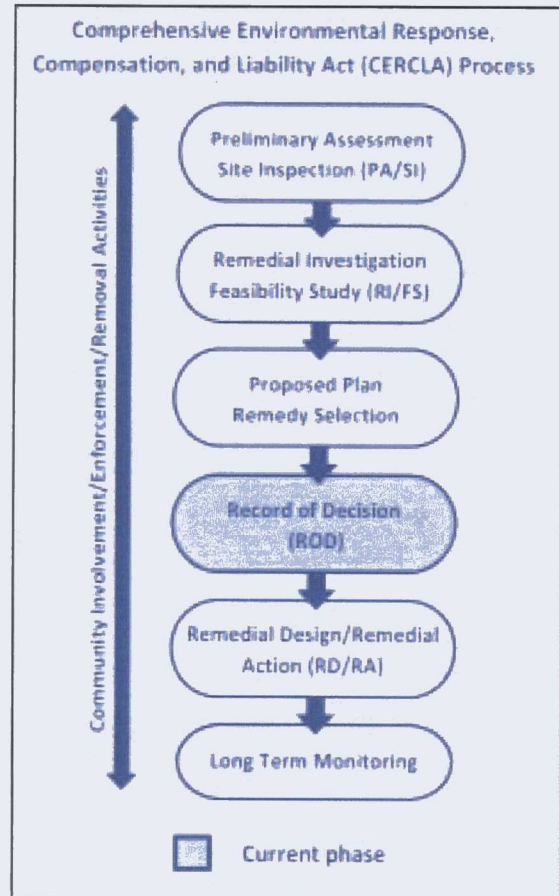 Comprehensive Environmental Response,
Compensation, and Liability Act (CERCLA) Process
Community Involvement/Enforcement/Removal Activities
Preliminary Assessment
Site Inspection (PA/SI)
Remedial Investigation
Feasibility Study (RI/FS)
Proposed Plan
Remedy Selection
Record of Decision
(ROD)
Remedial Design/Remedial
Action (RD/RA)
Long Term Monitoring
Current phase